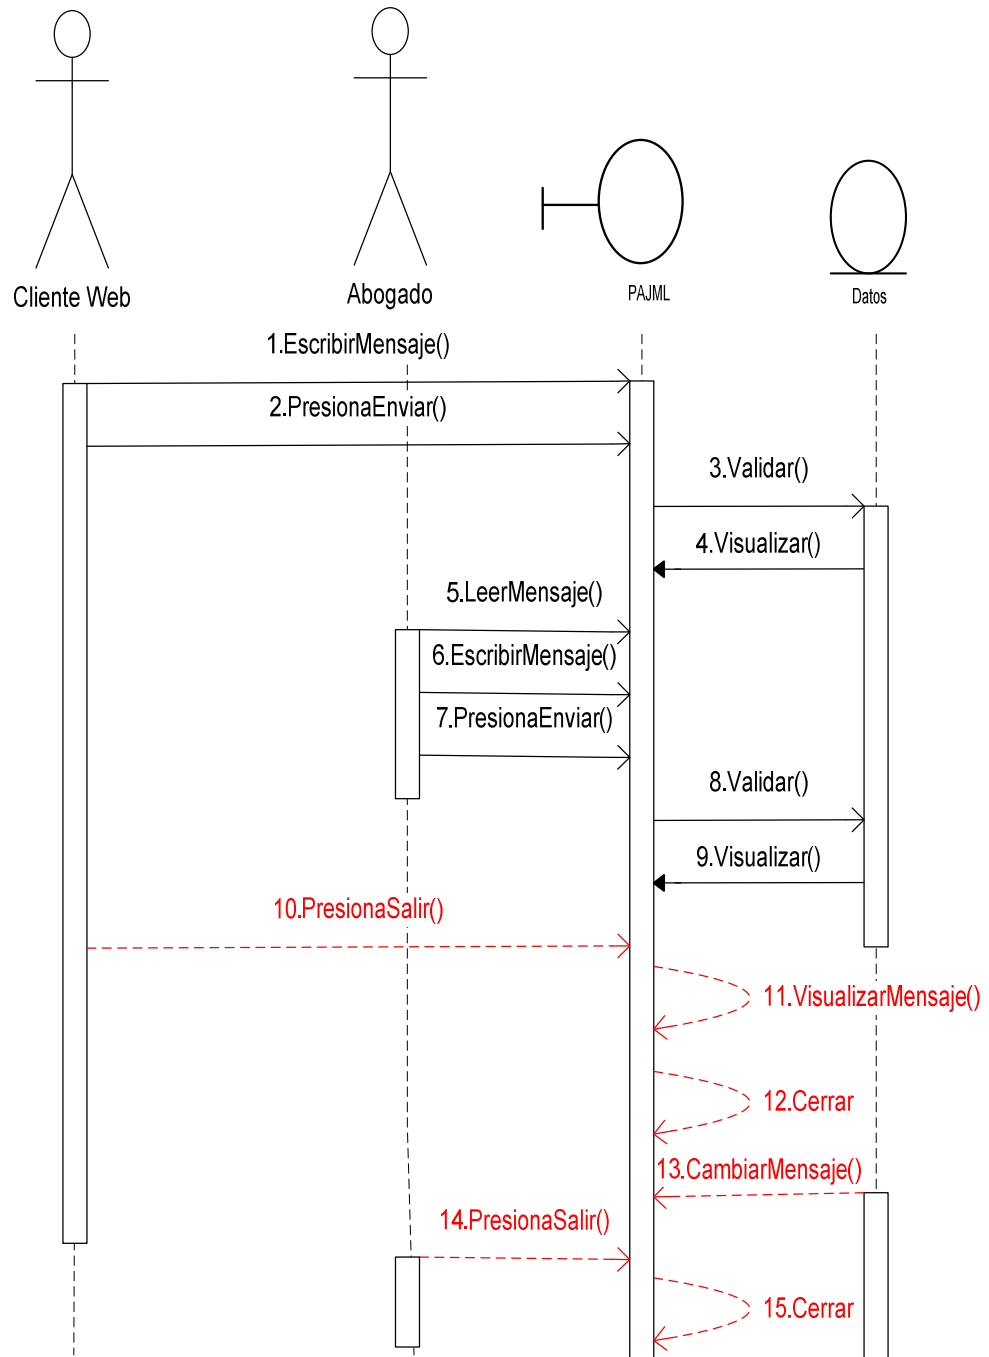 Cliente Web
Abogado
PAJML
Datos
1.EscribirMensaje()
2.PresionaEnviar()
3.Validar()
4.Visualizar()
5.LeerMensaje()
6.EscribirMensaje()
7.PresionaEnviar()
8.Validar()
9.Visualizar()
10.PresionaSalir()
11.VisualizarMensaje()
12.Cerrar
13.CambiarMensaje()
14.PresionaSalir()
15.Cerrar